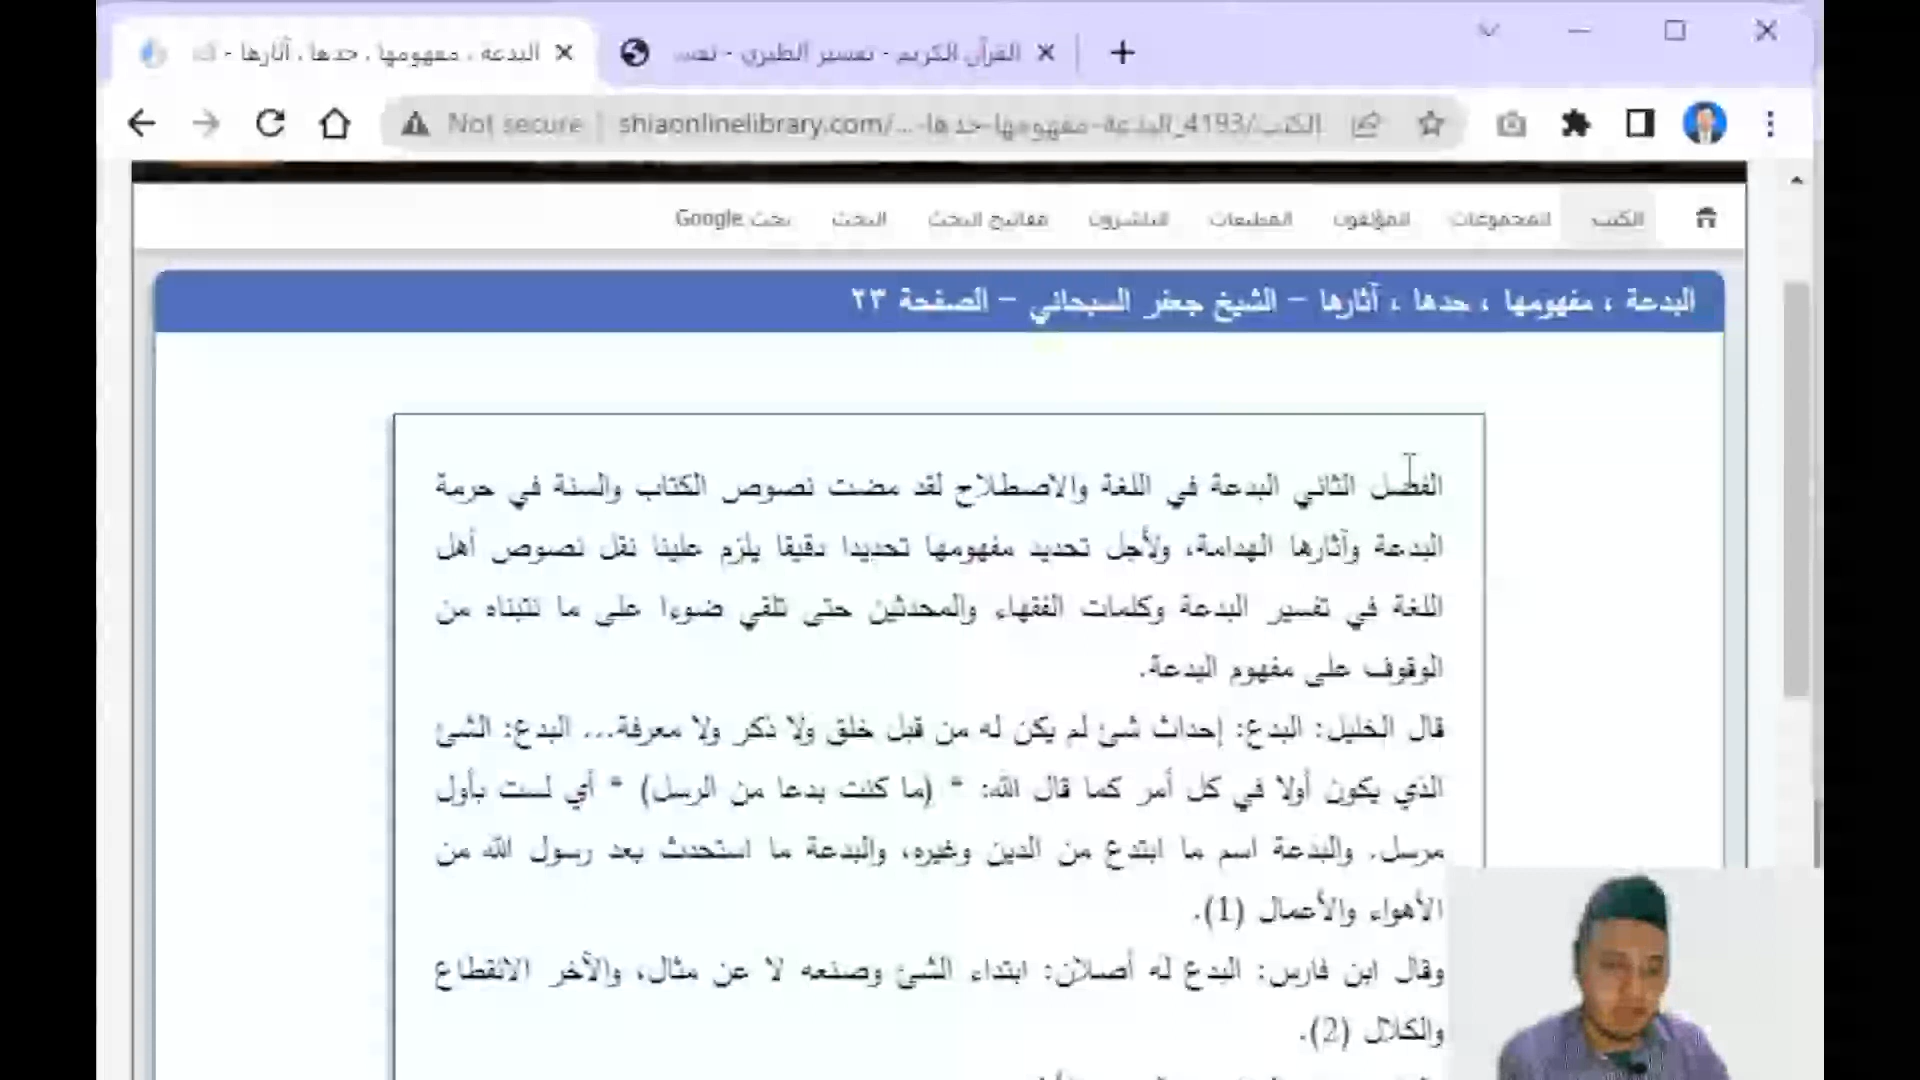 البدعة ، مفهومها ، حدها ، آثارها -
القرآن الكريم - تفسير الطبري -
Not secure
shiaonlinelibrary.com/...-الكتب/4193_البدعة-مفهومها-حدها
الكتب
المجموعات
المؤلفون
الطبعات
الناشرون
مفاتيح البحث
البحث
بحث Google
البدعة ، مفهومها ، حدها ، آثارها - الشيخ جعفر السبحاني - الصفحة ٢٣
الفصل الثاني البدعة في اللغة والاصطلاح لقد مضت نصوص الكتاب والسنة في حرمة
البدعة وآثارها الهدامة، ولأجل تحديد مفهومها تحديدا دقيقا يلزم علينا نقل نصوص أهل
اللغة في تفسير البدعة وكلمات الفقهاء والمحدثين حتى تلقي ضوءا على ما نتبناه من
الوقوف على مفهوم البدعة.
قال الخليل: البدع: إحداث شئ لم يكن له من قبل خلق ولا ذكر ولا معرفة... البدع: الشئ
الذي يكون أولا في كل أمر كما قال الله: * (ما كنت بدعا من الرسل) * أي لست بأول
مرسل. والبدعة اسم ما ابتدع من الدين وغيره، والبدعة ما استحدث بعد رسول الله من
الأهواء والأعمال (1).
وقال ابن فارس: البدع له أصلان: ابتداء الشئ وصنعه لا عن مثال، والآخر الانقطاع
والكلال (2).